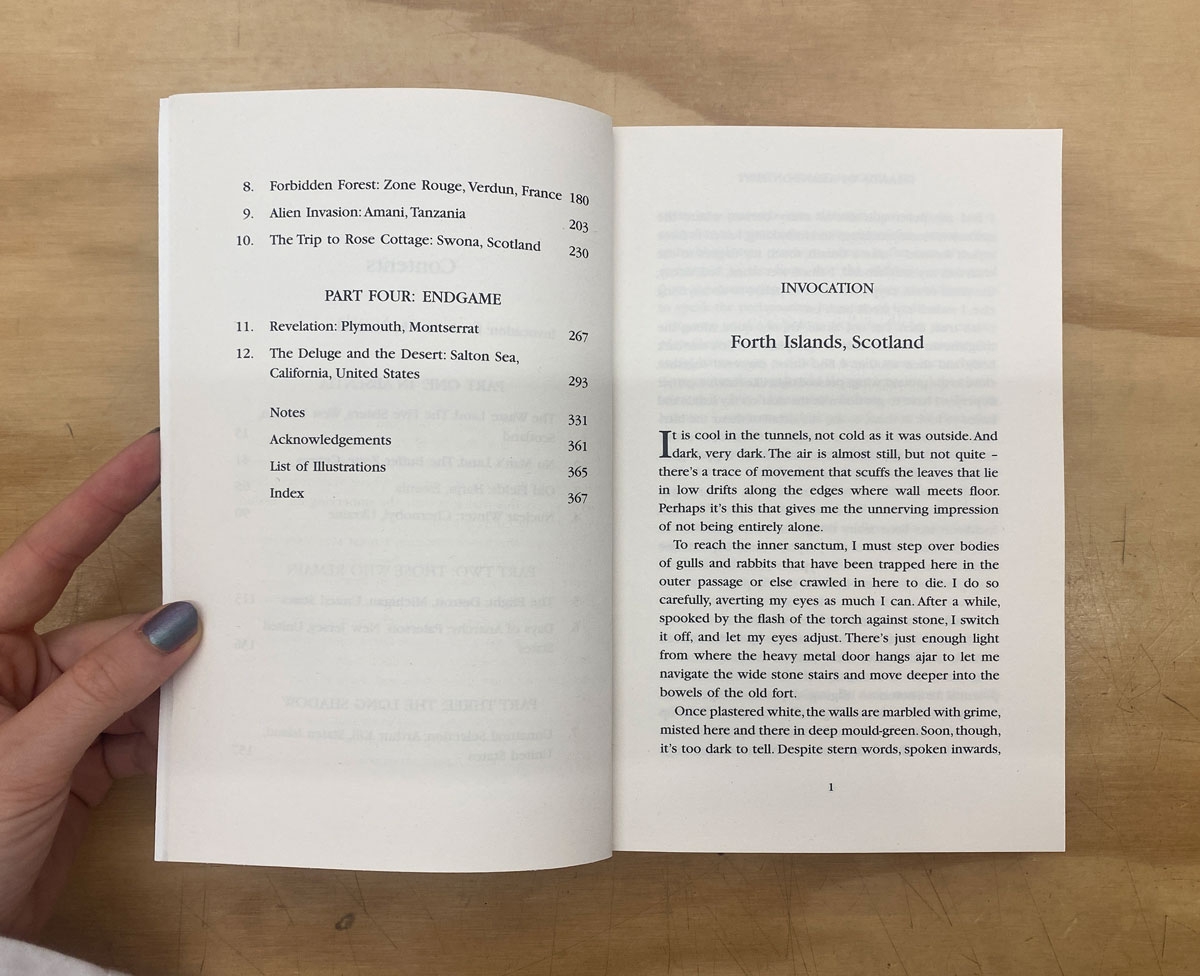 8. Forbidden Forest: Zone Rouge, Verdun, France 180
9. Alien Invasion: Amani, Tanzania 203
10. The Trip to Rose Cottage: Swona, Scotland 230
PART FOUR: ENDGAME
11. Revelation: Plymouth, Montserrat 267
12. The Deluge and the Desert: Salton Sea,
California, United States 293
Notes 331
Acknowledgements 361
List of Illustrations 365
Index 367
INVOCATION
Forth Islands, Scotland
It is cool in the tunnels, not cold as it was outside. And
dark, very dark. The air is almost still, but not quite –
there's a trace of movement that scuffs the leaves that lie
in low drifts along the edges where wall meets floor.
Perhaps it's this that gives me the unnerving impression
of not being entirely alone.
To reach the inner sanctum, I must step over bodies
of gulls and rabbits that have been trapped here in the
outer passage or else crawled in here to die. I do so
carefully, averting my eyes as much I can. After a while,
spooked by the flash of the torch against stone, I switch
it off, and let my eyes adjust. There's just enough light
from where the heavy metal door hangs ajar to let me
navigate the wide stone stairs and move deeper into the
bowels of the old fort.
Once plastered white, the walls are marbled with grime,
misted here and there in deep mould-green. Soon, though,
it's too dark to tell. Despite stern words, spoken inwards,
1